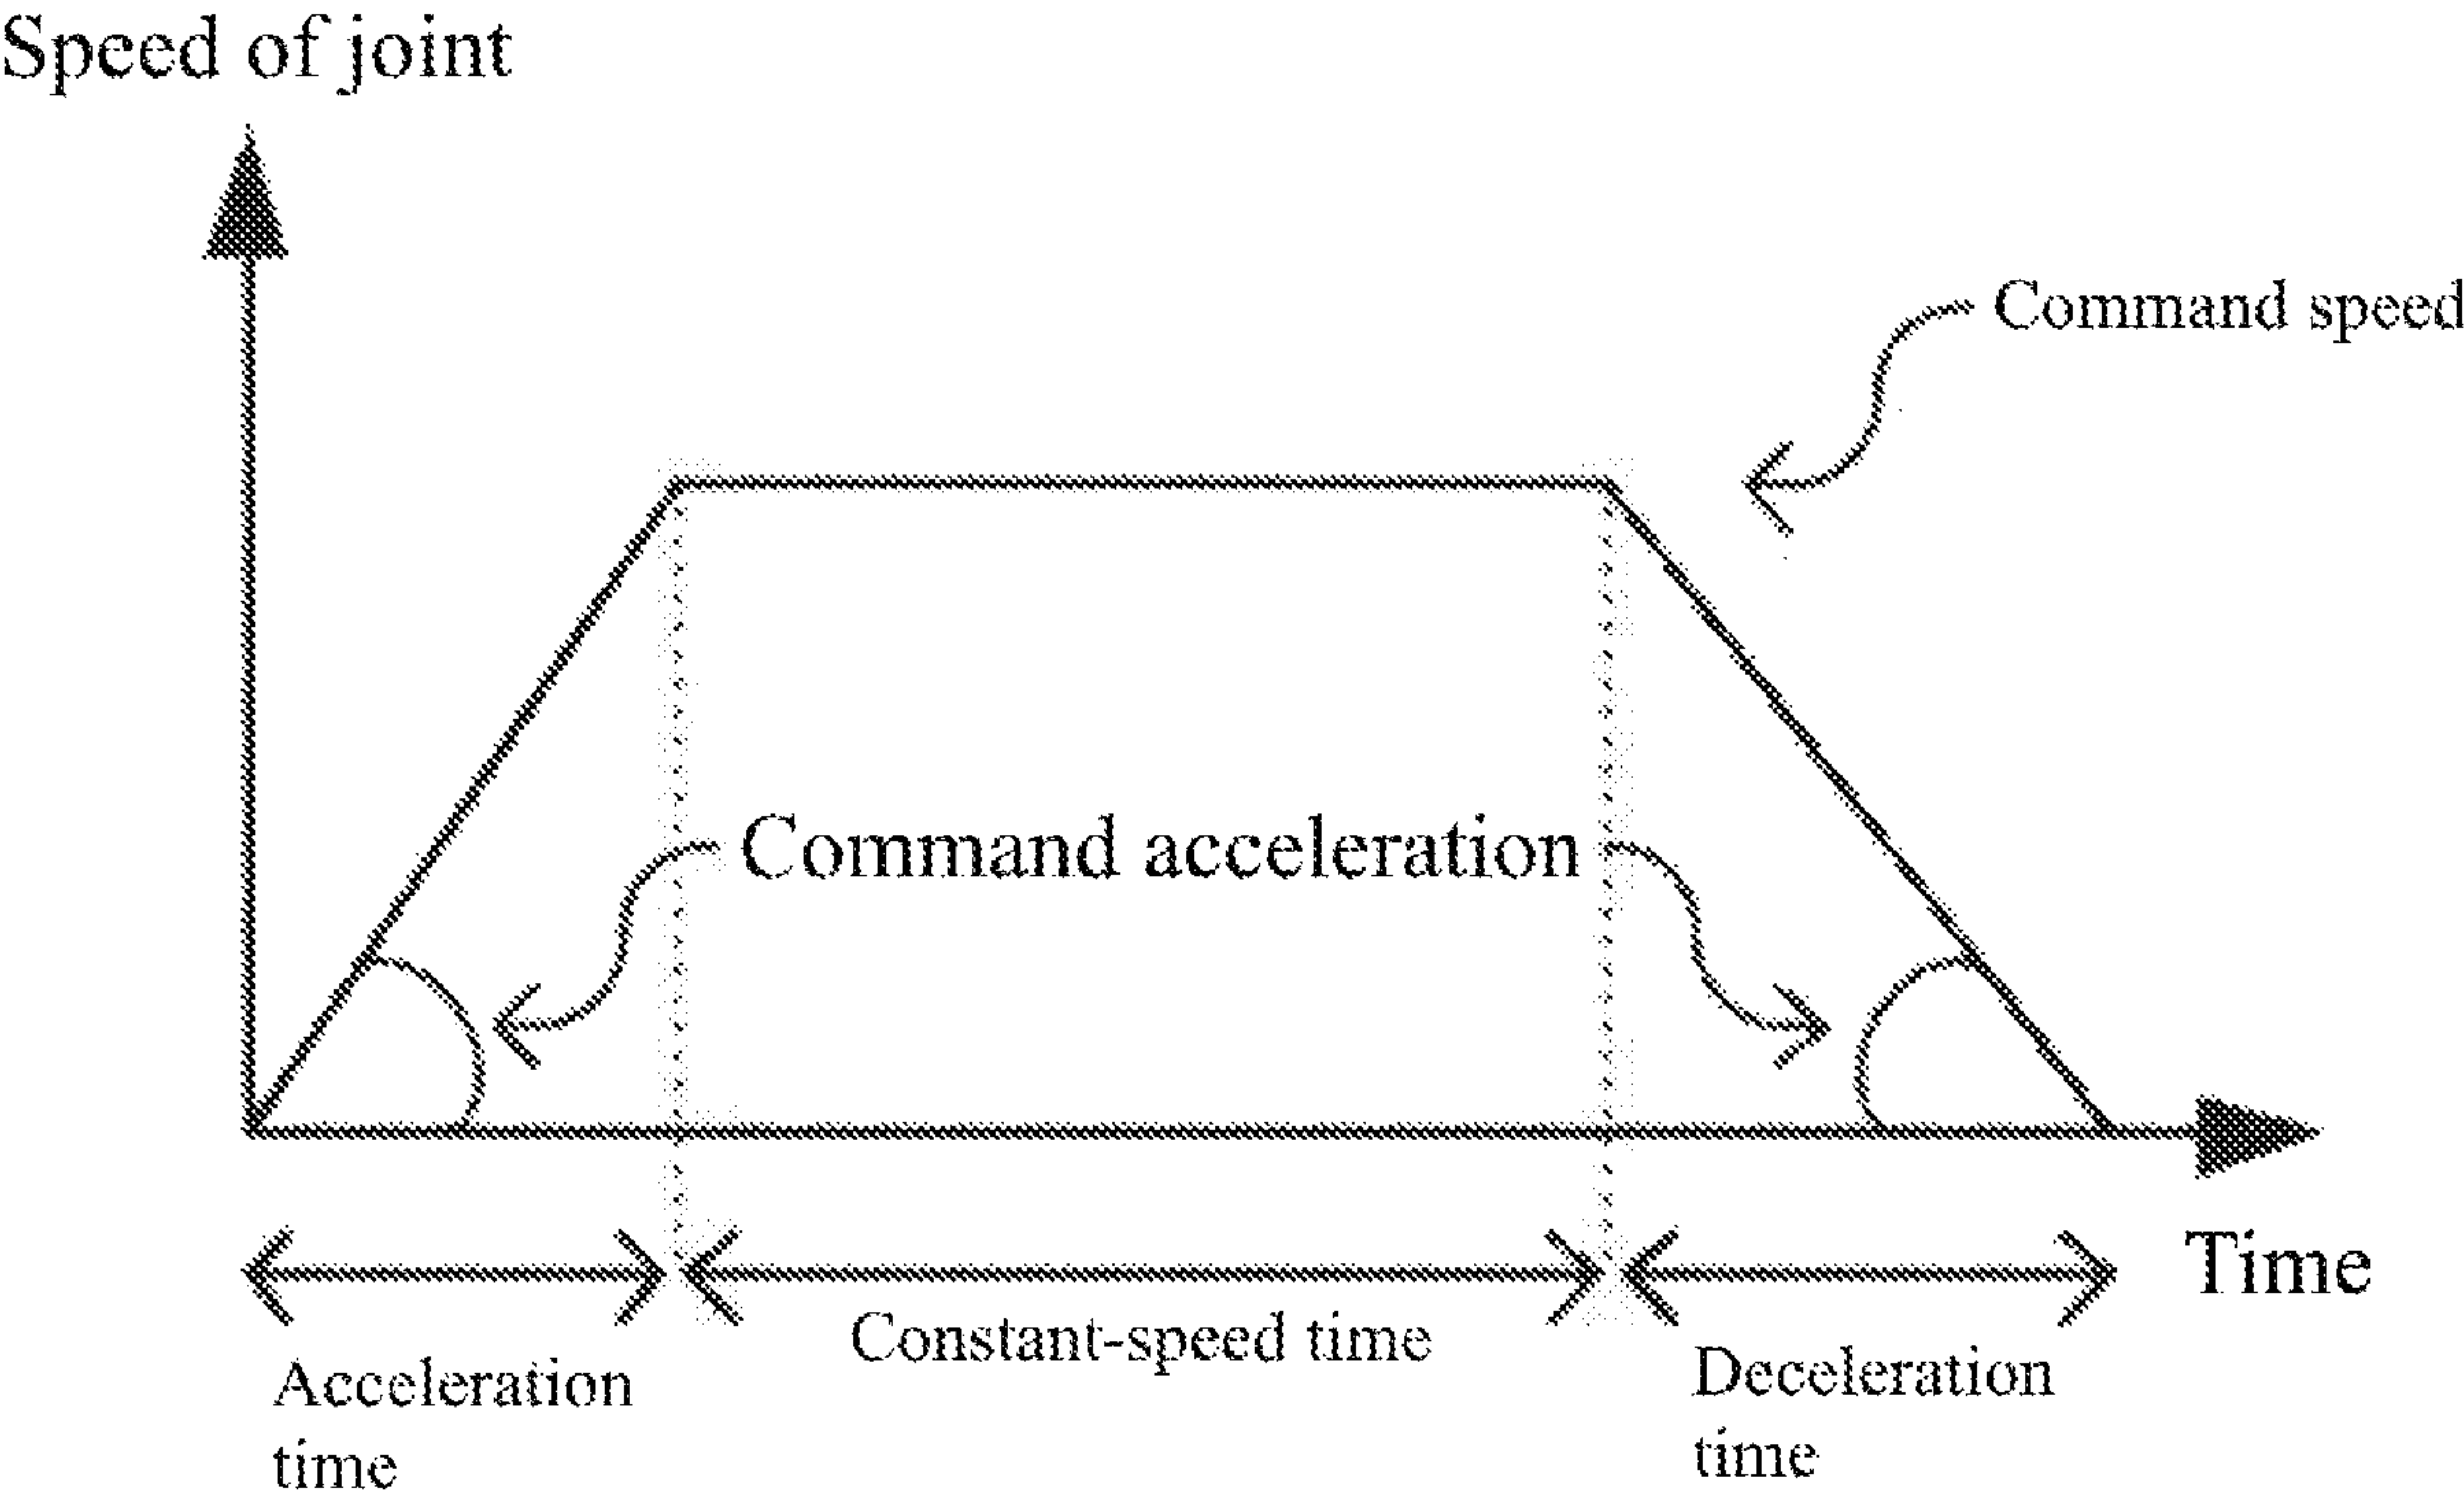 Speed of joint
Command speed
Command acceleration
Time
Constant-speed time
Acceleration
time
Deceleration
time